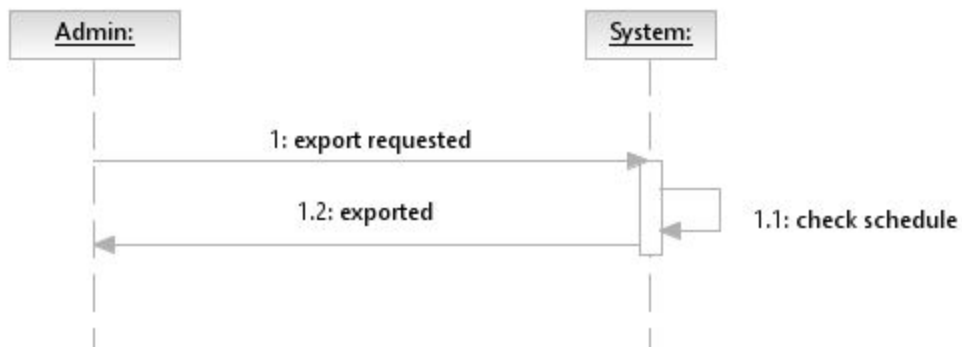 Admin:
System:
1: export requested
1.2: exported
1.1: check schedule